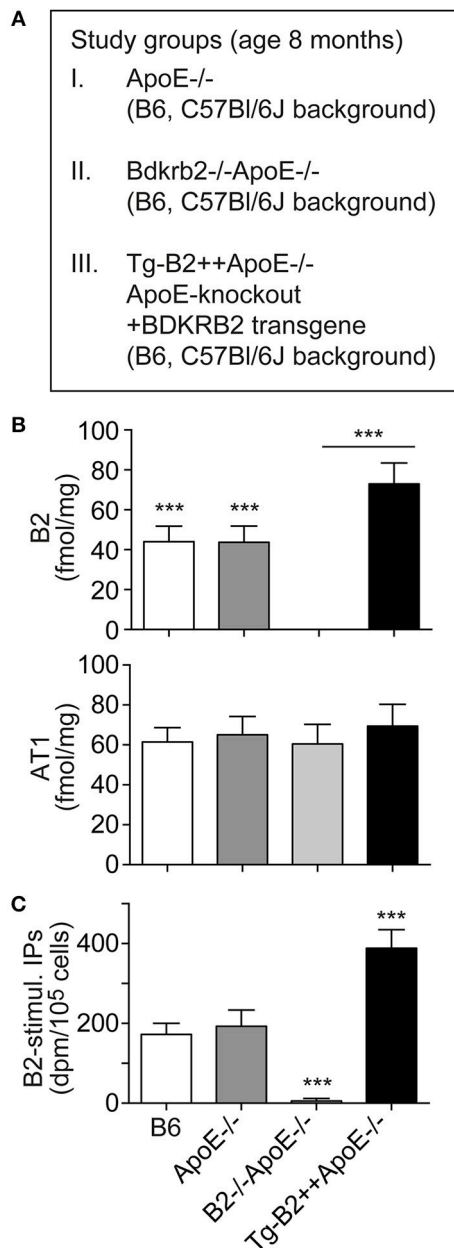 A
Study groups (age 8 months)
I. ApoE-/-
(B6, C57Bl/6J background)
II. Bdkrb2-/-ApoE-/-
(B6, C57Bl/6J background)
III. Tg-B2++ApoE-/-
ApoE-knockout
+BDKRB2 transgene
(B6, C57Bl/6J background)
B
B2
(fmol/mg)
100
80
60
40
20
0
***
***
***
AT1
(fmol/mg)
100
80
60
40
20
0
C
B2-stimul. IPs
(dpm/10⁵ cells)
400
200
0
***
***
B6
ApoE-/-
B2-/-ApoE-/-
Tg-B2++ApoE-/-